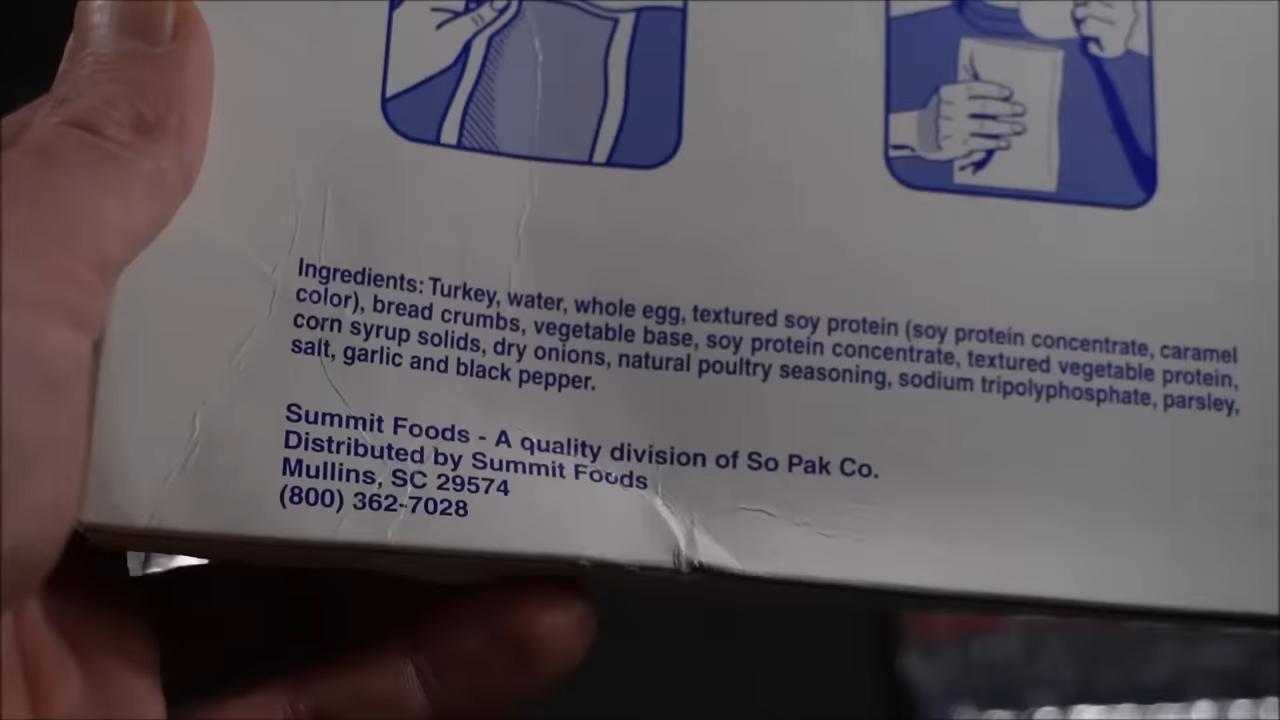 Ingredients: Turkey, water, whole egg, textured soy protein (soy protein concentrate, caramel
color), bread crumbs, vegetable base, soy protein concentrate, textured vegetable protein,
corn syrup solids, dry onions, natural poultry seasoning, sodium tripolyphosphate, parsley,
salt, garlic and black pepper.
Summit Foods - A quality division of So Pak Co.
Distributed by Summit Foods
Mullins, SC 29574
(800) 362-7028